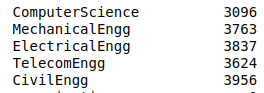 ComputerScience 3096
MechanicalEngg 3763
ElectricalEngg 3837
TelecomEngg 3624
CivilEngg 3956